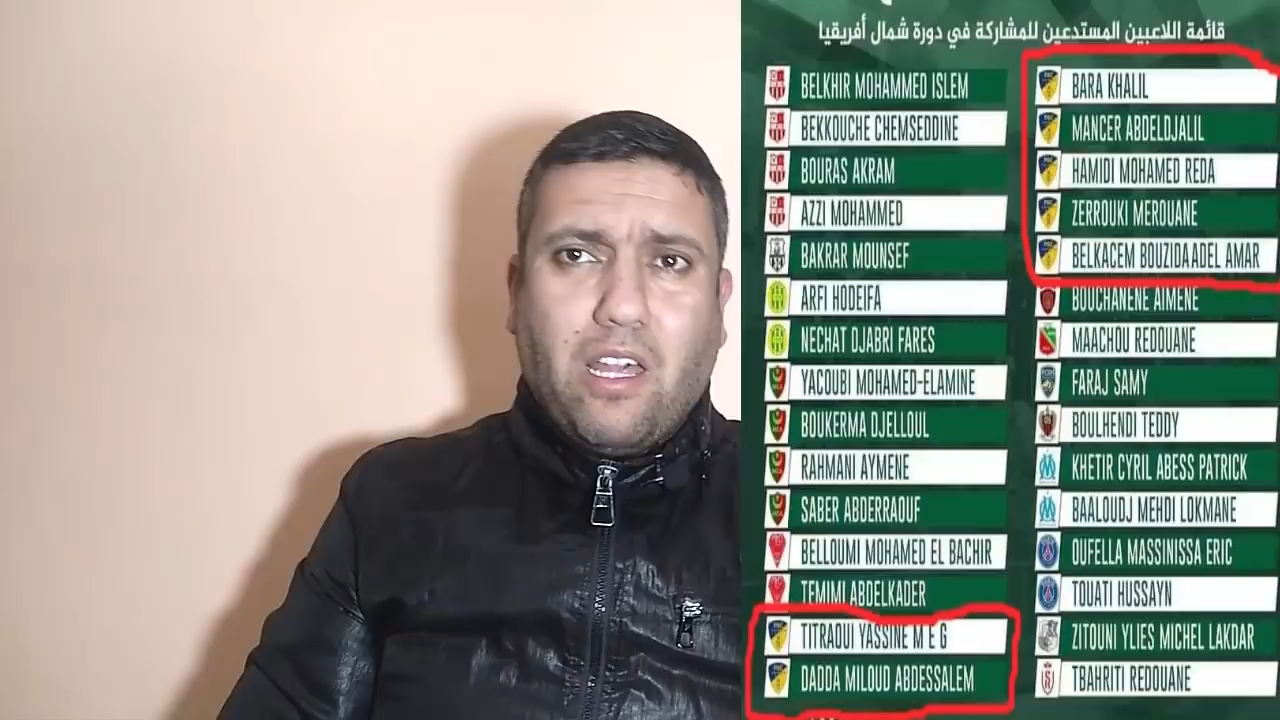 قائمة اللاعبين المستدعين للمشاركة في دورة شمال أفريقيا
BELKHIR MOHAMMED ISLEM
BEKKOUCHE CHEMSEDDINE
BOURAS AKRAM
AZZI MOHAMMED
BAKRAR MOUNSEF
ARFI HODEIFA
NECHAT DJABRI FARES
YACOUBI MOHAMED-ELAMINE
BOUKERMA DJELLOUL
RAHMANI AYMENE
SABER ABDERRAOUF
BELLOUMI MOHAMED EL BACHIR
TEMIMI ABDELKADER
TITRAOUI YASSINE M E G
DADDA MILOUD ABDESSALEM
BARA KHALIL
MANCER ABDELDJALIL
HAMIDI MOHAMED REDA
ZERROUKI MEROUANE
BELKACEM BOUZIDA ADEL AMAR
BOUCHANENE AIMENE
MAACHOU REDOUANE
FARAJ SAMY
BOULHENDI TEDDY
KHETIR CYRIL ABESS PATRICK
BAALOUDJ MEHDI LOKMANE
OUFELLA MASSINISSA ERIC
TOUATI HUSSAYN
ZITOUNI YLIES MICHEL LAKDAR
TBAHRITI REDOUANE